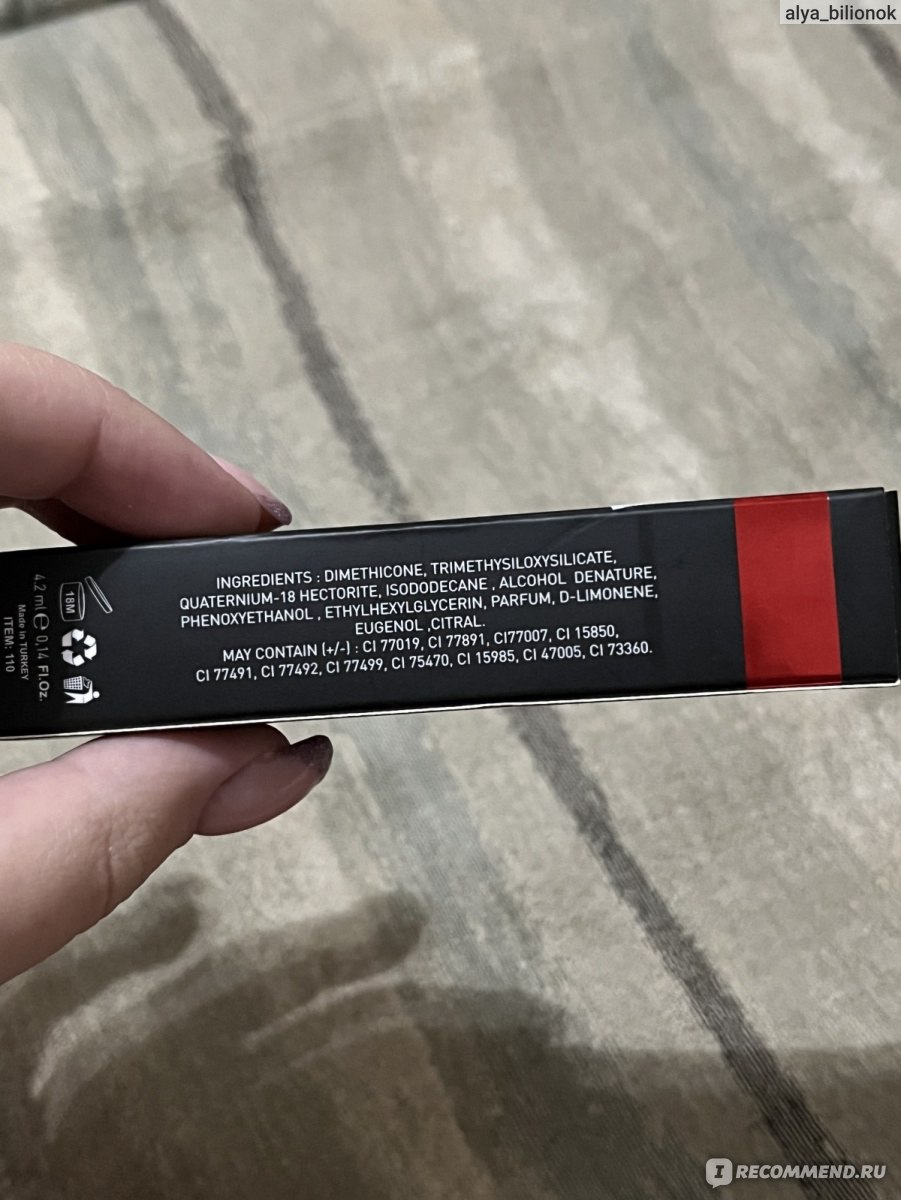 alya_bilionok
INGREDIENTS : DIMETHICONE, TRIMETHYSILOXYSILICATE,
QUATERNIUM-18 HECTORITE, ISODODECANE , ALCOHOL DENATURE,
PHENOXYETHANOL , ETHYLHEXYLGLYCERIN, PARFUM, D-LIMONENE,
EUGENOL ,CITRAL.
MAY CONTAIN (+/-) : CI 77019, CI 77891, CI77007, CI 15850,
CI 77491, CI 77492, CI 77499, CI 75470, CI 15985, CI 47005, CI 73360.
18M
4.2 ml e 0,14 Fl.Oz.
Made in TURKEY
ITEM: 110
I RECOMMEND.RU